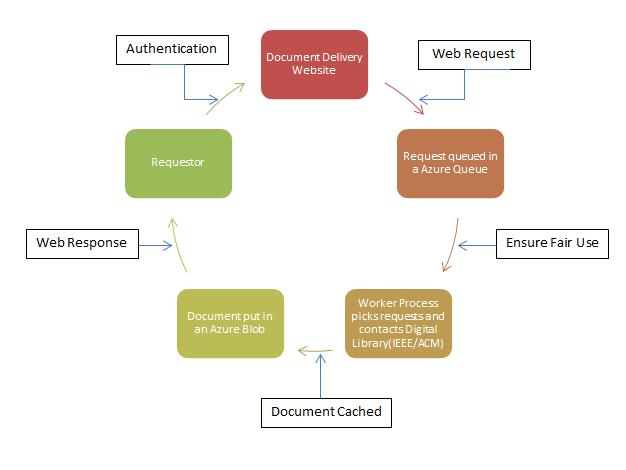 Authentication
Document Delivery
Website
Web Request
Requestor
Request queued in
a Azure Queue
Web Response
Ensure Fair Use
Document put in
an Azure Blob
Worker Process
picks requests and
contacts Digital
Library(IEEE/ACM)
Document Cached